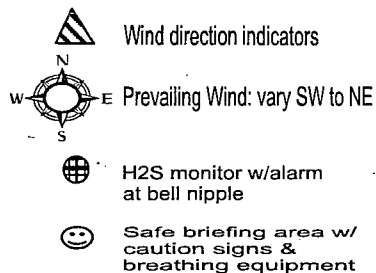 Wind direction indicators
N
W E Prevailing Wind: vary SW to NE
S
H2S monitor w/alarm
at bell nipple
Safe briefing area w/
caution signs &
breathing equipment